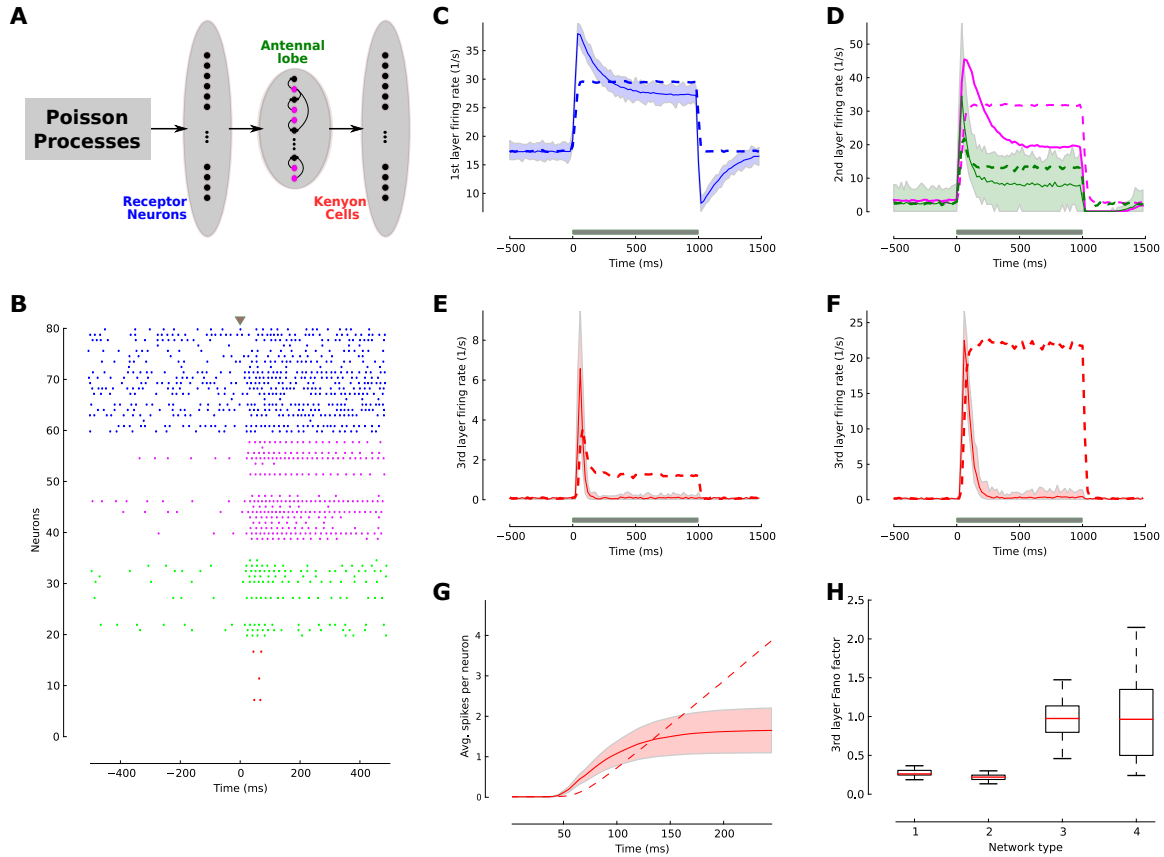 A
Poisson
Processes
Antennal
lobe
Receptor
Neurons
Kenyon
Cells
B
80
70
60
50
40
30
20
10
0
Neurons
−400 −200 0 200 400
Time (ms)
C
35
30
25
20
15
10
1st layer firing rate (1/s)
−500 0 500 1000 1500
Time (ms)
D
50
40
30
20
10
0
2nd layer firing rate (1/s)
−500 0 500 1000 1500
Time (ms)
E
8
6
4
2
0
3rd layer firing rate (1/s)
−500 0 500 1000 1500
Time (ms)
F
25
20
15
10
5
0
3rd layer firing rate (1/s)
−500 0 500 1000 1500
Time (ms)
G
4
3
2
1
0
Avg. spikes per neuron
50 100 150 200
Time (ms)
H
2.5
2.0
1.5
1.0
0.5
0.0
3rd layer Fano factor
1 2 3 4
Network type